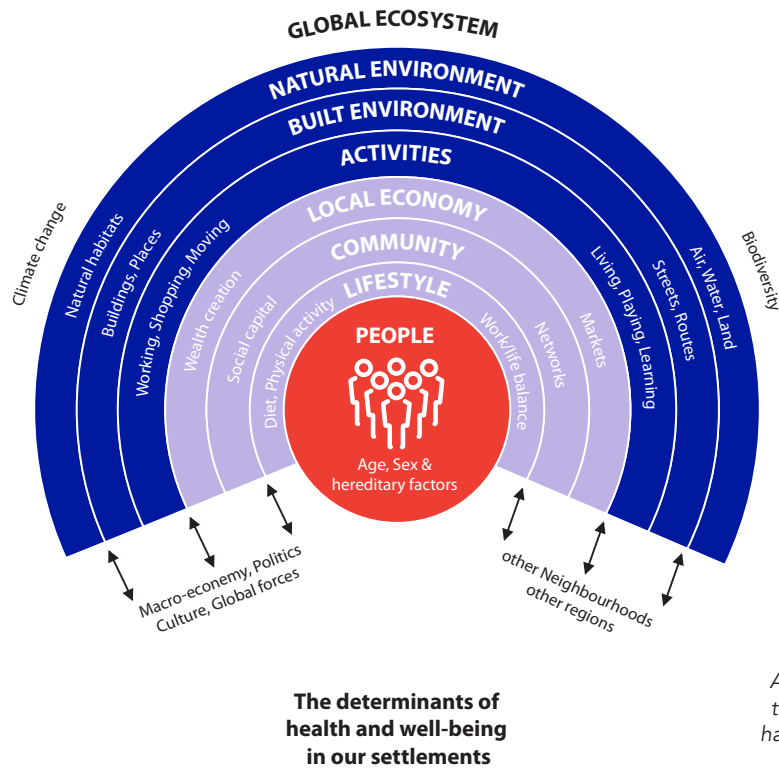 GLOBAL ECOSYSTEM
NATURAL ENVIRONMENT
BUILT ENVIRONMENT
ACTIVITIES
LOCAL ECONOMY
COMMUNITY
LIFESTYLE
PEOPLE
Age, Sex &
hereditary factors
Climate change
Natural habitats
Buildings, Places
Working, Shopping, Moving
Wealth creation
Social capital
Diet, Physical activity
Work/life balance
Networks
Markets
Living, Playing, Learning
Streets, Routes
Air, Water, Land
Biodiversity
Macro-economy, Politics
Culture, Global forces
other Neighbourhoods
other regions
The determinants of
health and well-being
in our settlements
A
t
ha